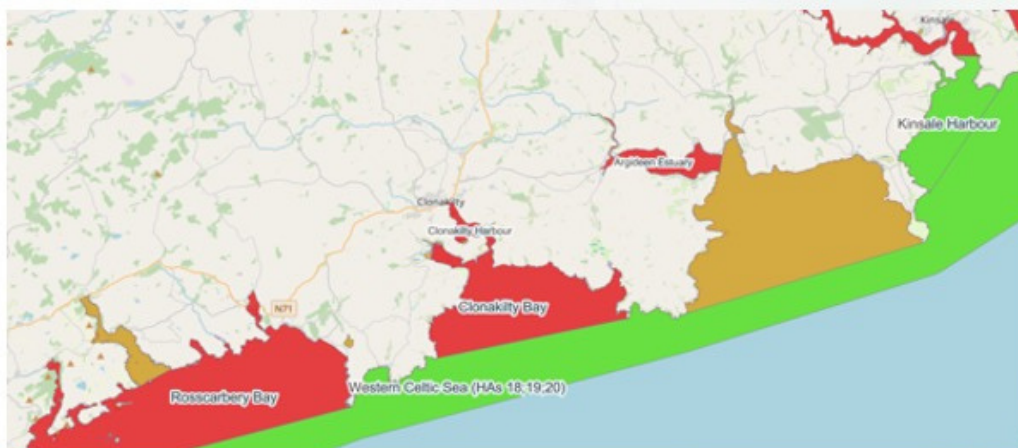 Kinsale
Kinsale Harbour
Argideen Estuary
Clonakilty
Clonakilty Harbour
N71
Clonakilty Bay
Western Celtic Sea (HAs 18;19;20)
Rosscarbery Bay